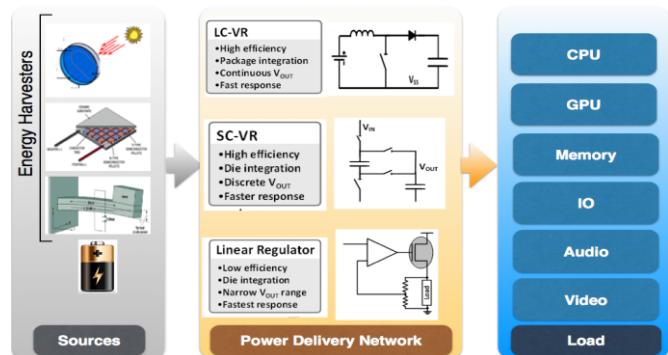 Energy Harvesters
Sources
LC-VR
•High efficiency
•Package integration
•Continuous VOUT
•Fast response
VSS
SC-VR
•High efficiency
•Die integration
•Discrete VOUT
•Faster response
VIN
VOUT
Linear Regulator
•Low efficiency
•Die integration
•Narrow VOUT range
•Fastest response
Load
Power Delivery Network
CPU
GPU
Memory
IO
Audio
Video
Load